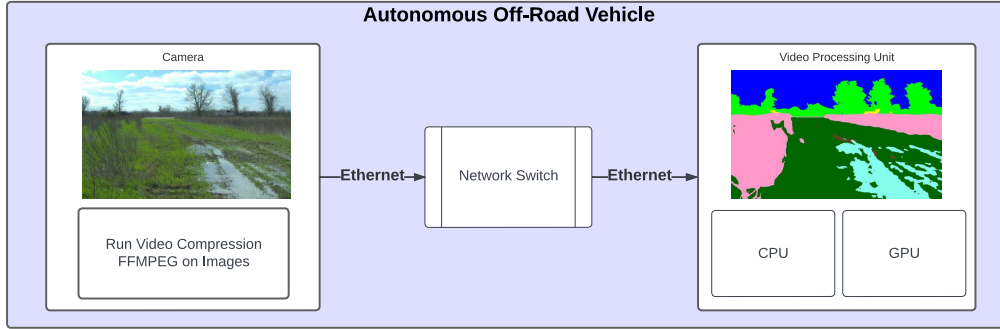 Autonomous Off-Road Vehicle
Camera
Run Video Compression
FFMPEG on Images
Ethernet
Network Switch
Ethernet
Video Processing Unit
CPU
GPU